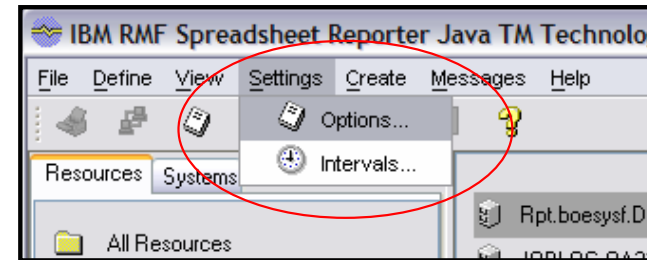 IBM RMF Spreadsheet Reporter Java TM Technolo
File Define View Settings Create Messages Help
Options...
Intervals...
Resources Systems
All Resources
Rpt.boesysf.D